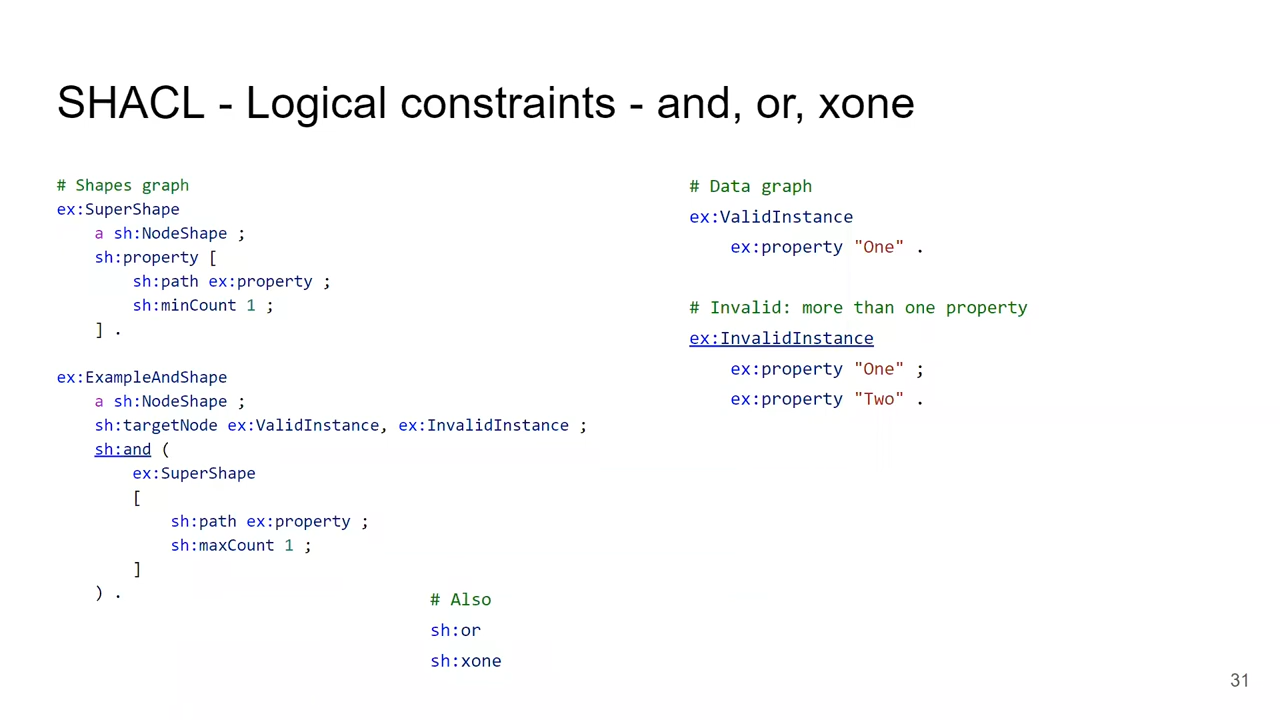 SHACL - Logical constraints - and, or, xone
# Shapes graph
ex:SuperShape
    a sh:NodeShape ;
    sh:property [
        sh:path ex:property ;
        sh:minCount 1 ;
    ] .
ex:ExampleAndShape
    a sh:NodeShape ;
    sh:targetNode ex:ValidInstance, ex:InvalidInstance ;
    sh:and (
        ex:SuperShape
        [
            sh:path ex:property ;
            sh:maxCount 1 ;
        ]
    ) .
# Also
sh:or
sh:xone
# Data graph
ex:ValidInstance
    ex:property "One" .
# Invalid: more than one property
ex:InvalidInstance
    ex:property "One" ;
    ex:property "Two" .
31